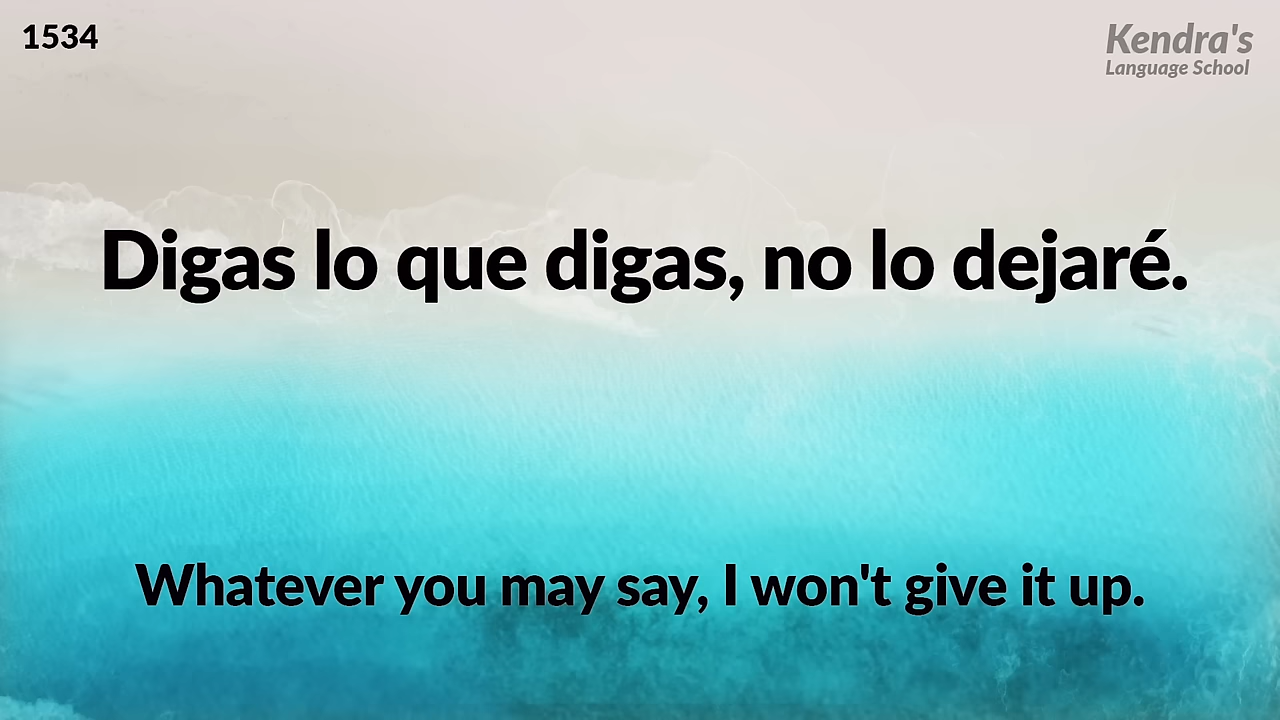 1534
Kendra's
Language School
Digas lo que digas, no lo dejaré.
Whatever you may say, I won't give it up.